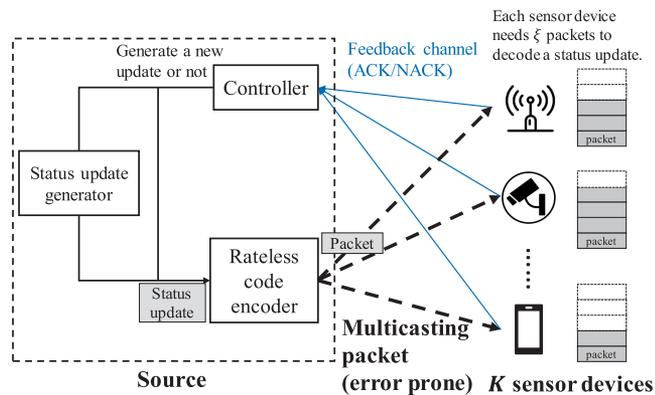 Generate a new
update or not
Controller
Feedback channel
(ACK/NACK)
Each sensor device
needs ξ packets to
decode a status update.
packet
Status update
generator
packet
Packet
Rateless
code
encoder
Status
update
packet
Multicasting
packet
(error prone)
Source
K sensor devices